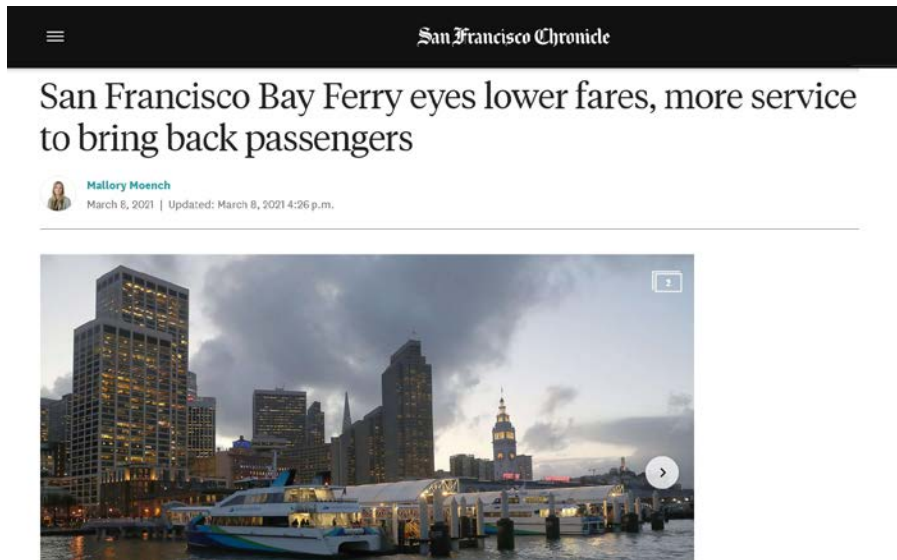 San Francisco Chronicle
San Francisco Bay Ferry eyes lower fares, more service
to bring back passengers
Mallory Moench
March 8, 2021 | Updated: March 8, 2021 4:26 p.m.
2